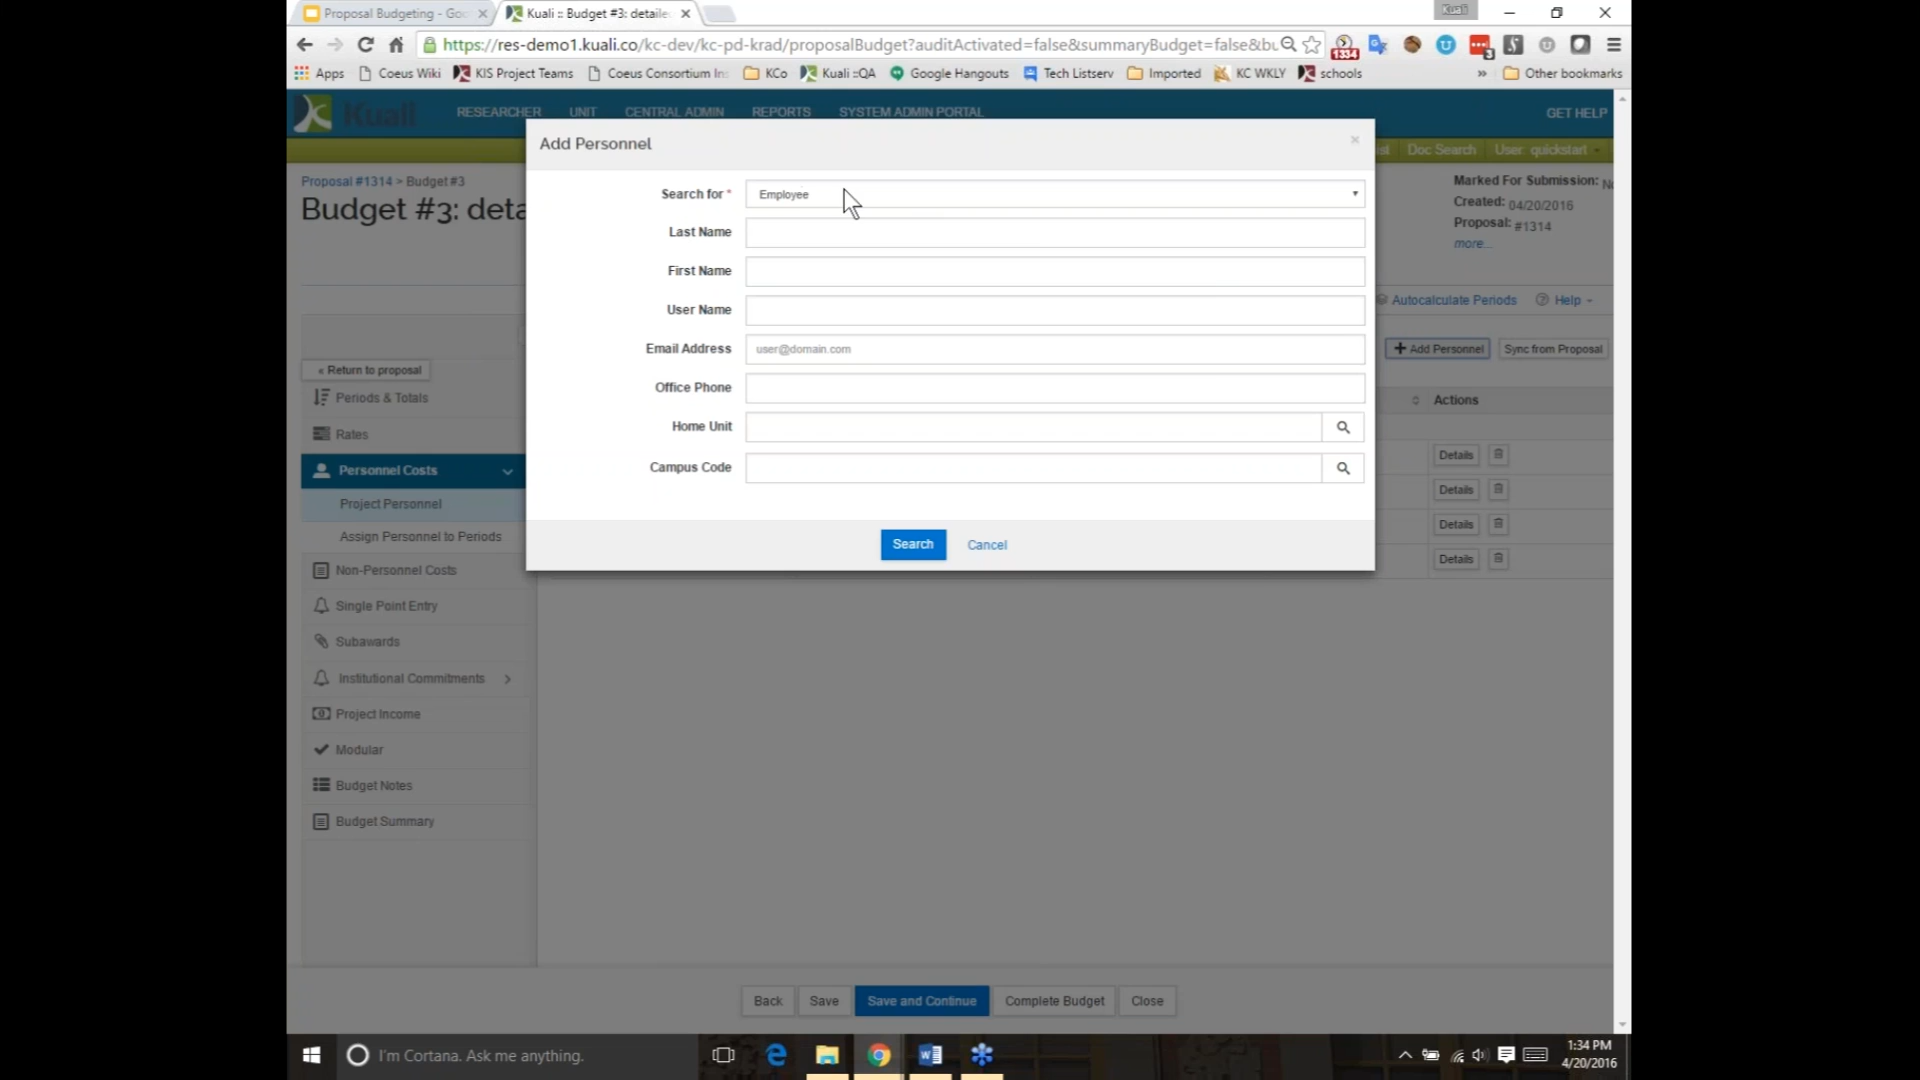 Proposal Budgeting - Goo
Kuali :: Budget #3: detaile
Kuali
https://res-demo1.kuali.co/kc-dev/kc-pd-krad/proposalBudget?auditActivated=false&summaryBudget=false&bu
1334
3
Apps
Coeus Wiki
KIS Project Teams
Coeus Consortium In
KCo
Kuali ::QA
Google Hangouts
Tech Listserv
Imported
KC WKLY
schools
»
Other bookmarks
Kuali
RESEARCHER
UNIT
CENTRAL ADMIN
REPORTS
SYSTEM ADMIN PORTAL
GET HELP
Doc Search
User: quickstart
Proposal #1314 > Budget #3
Budget #3: deta
Marked For Submission: No
Created: 04/20/2016
Proposal: #1314
more...
Autocalculate Periods
Help
+ Add Personnel
Sync from Proposal
Actions
Details
Details
Details
Details
« Return to proposal
Periods & Totals
Rates
Personnel Costs
Project Personnel
Assign Personnel to Periods
Non-Personnel Costs
Single Point Entry
Subawards
Institutional Commitments
Project Income
Modular
Budget Notes
Budget Summary
Add Personnel
×
Search for *
Employee
Last Name
First Name
User Name
Email Address
user@domain.com
Office Phone
Home Unit
Campus Code
Search
Cancel
Back
Save
Save and Continue
Complete Budget
Close
I'm Cortana. Ask me anything.
1:34 PM
4/20/2016